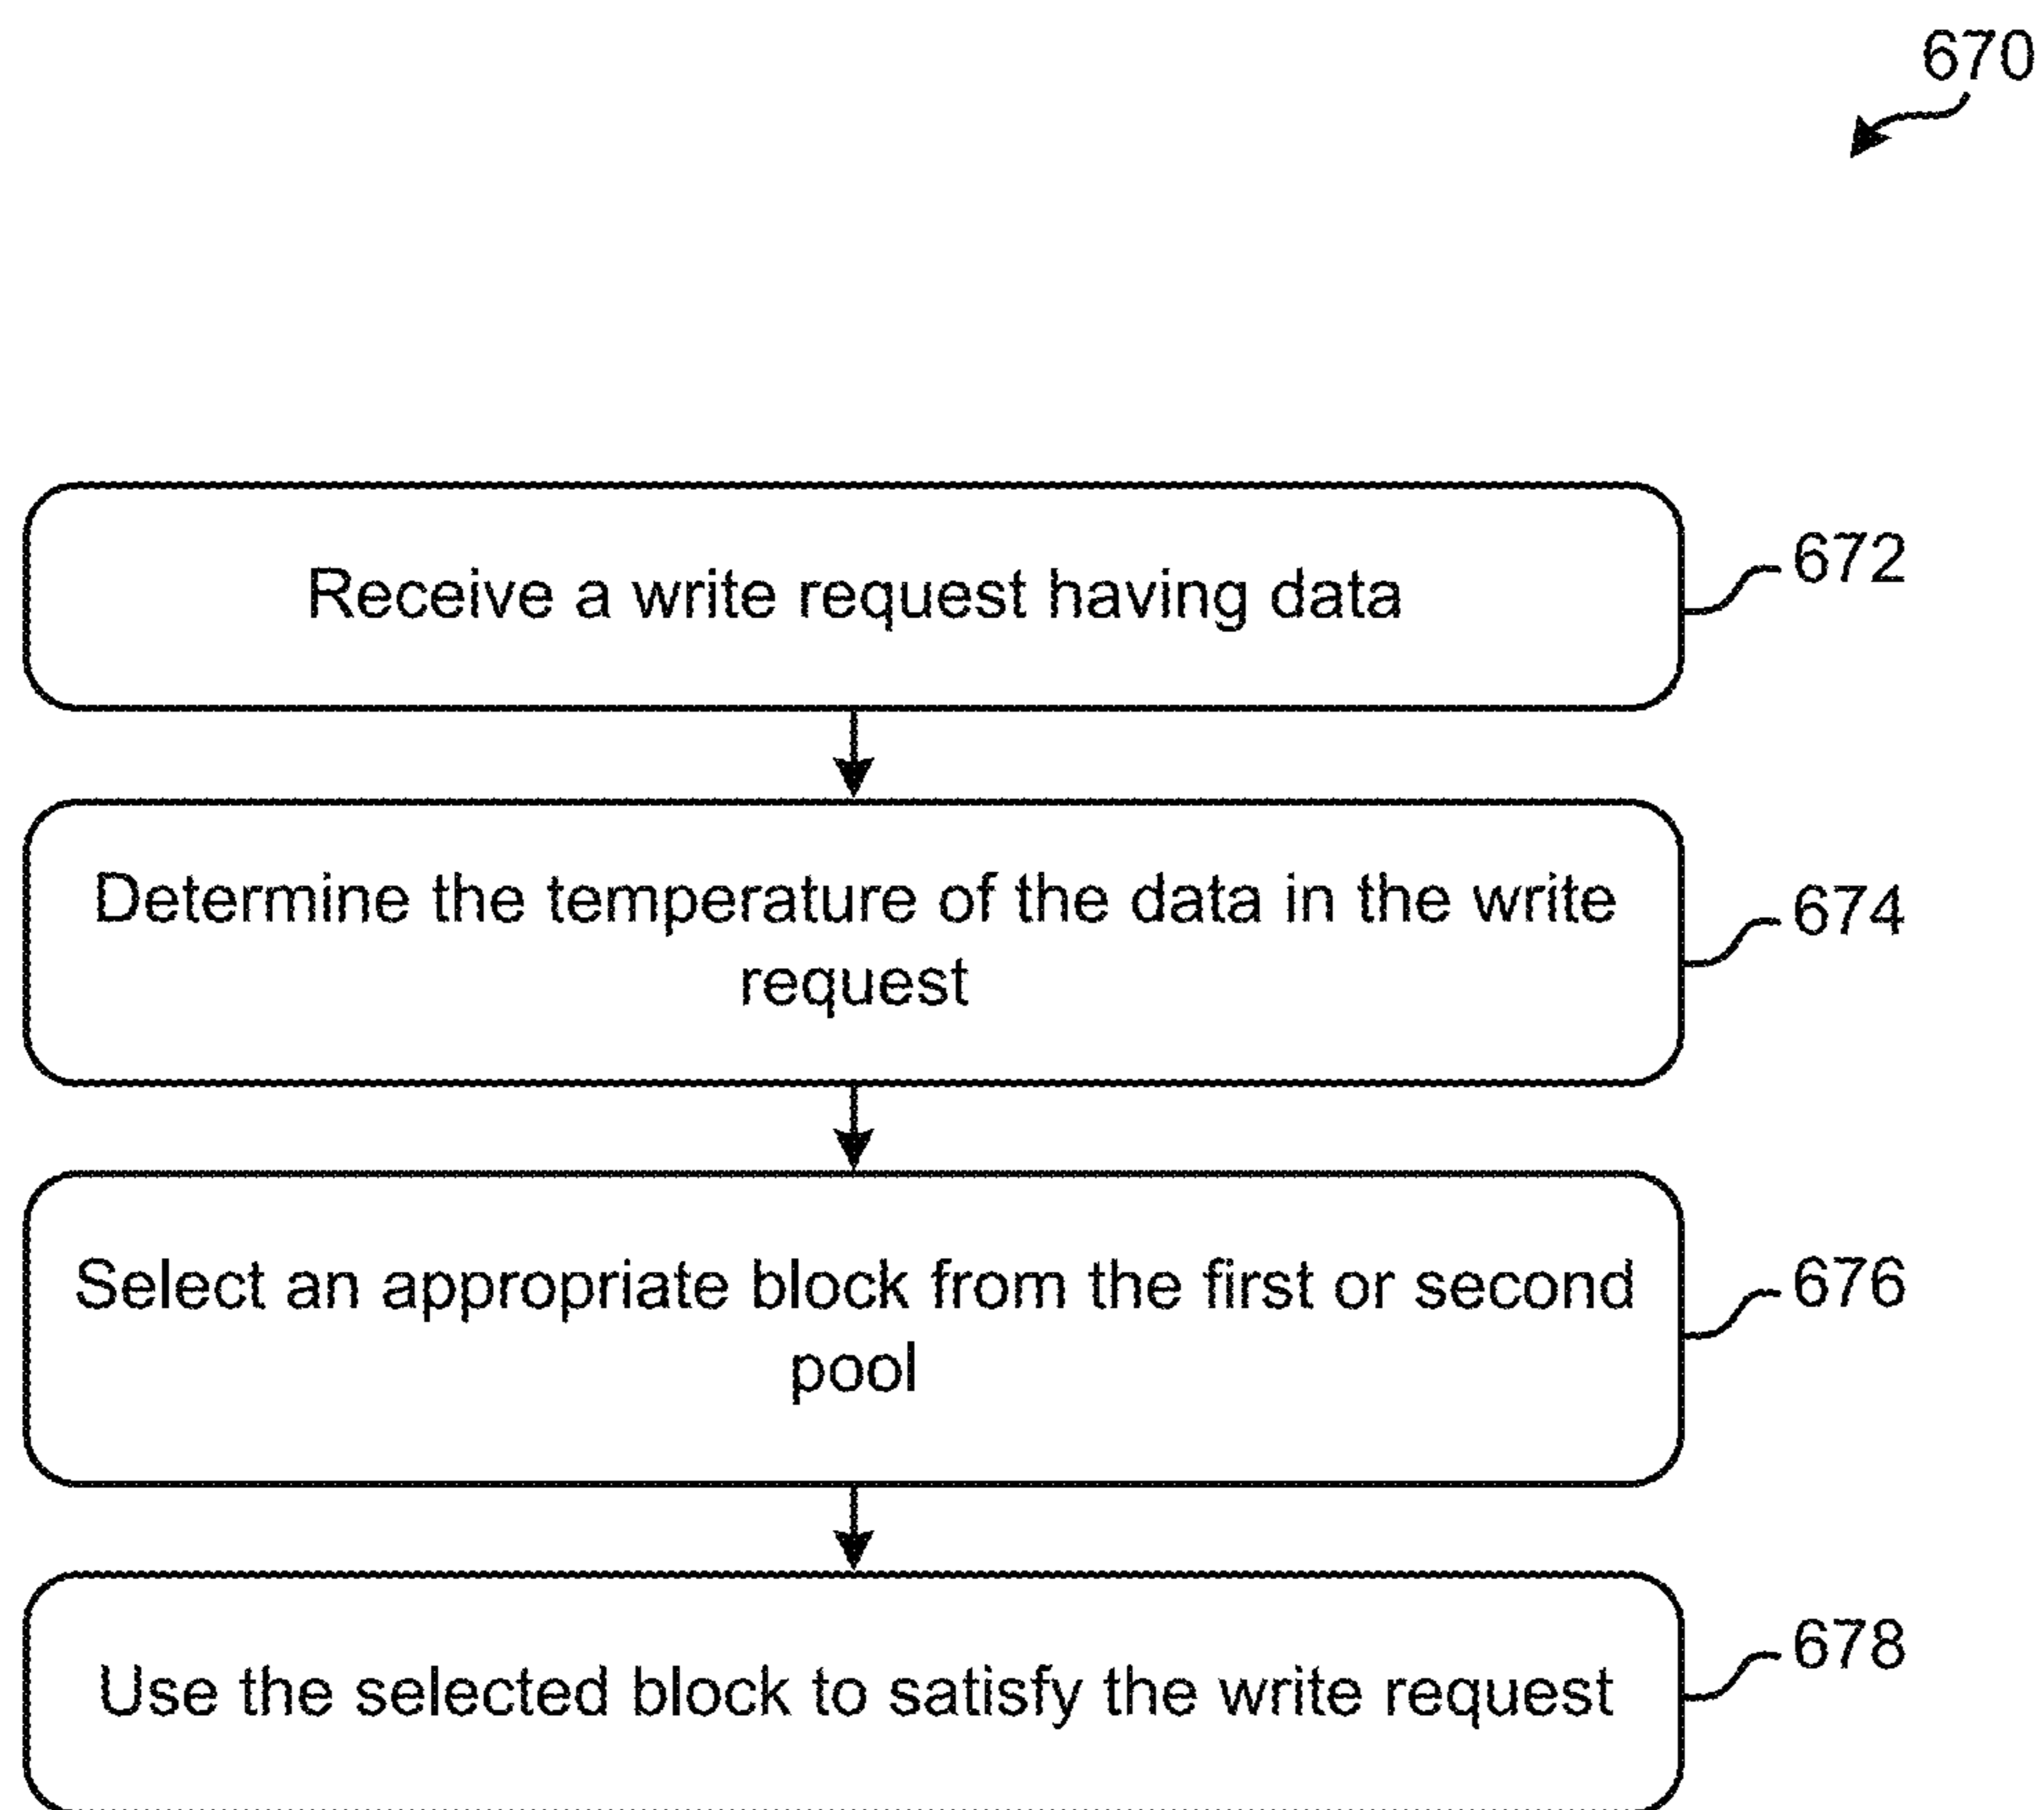 670
Receive a write request having data
672
Determine the temperature of the data in the write
request
674
Select an appropriate block from the first or second
pool
676
Use the selected block to satisfy the write request
678